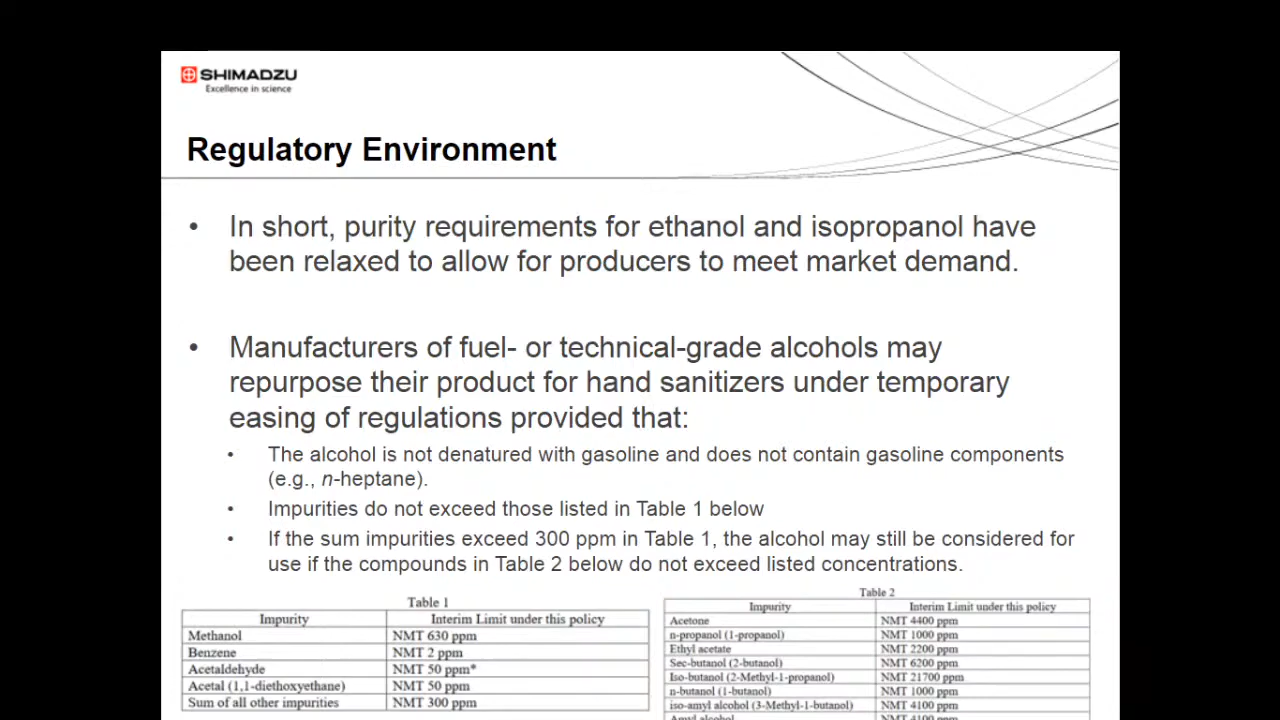 SHIMADZU
Excellence in science
Regulatory Environment
• In short, purity requirements for ethanol and isopropanol have
been relaxed to allow for producers to meet market demand.
• Manufacturers of fuel- or technical-grade alcohols may
repurpose their product for hand sanitizers under temporary
easing of regulations provided that:
• The alcohol is not denatured with gasoline and does not contain gasoline components
(e.g., n-heptane).
• Impurities do not exceed those listed in Table 1 below
• If the sum impurities exceed 300 ppm in Table 1, the alcohol may still be considered for
use if the compounds in Table 2 below do not exceed listed concentrations.
Table 1
Impurity Interim Limit under this policy
Methanol NMT 630 ppm
Benzene NMT 2 ppm
Acetaldehyde NMT 50 ppm*
Acetal (1,1-diethoxyethane) NMT 50 ppm
Sum of all other impurities NMT 300 ppm
Table 2
Impurity Interim Limit under this policy
Acetone NMT 4400 ppm
n-propanol (1-propanol) NMT 1000 ppm
Ethyl acetate NMT 2200 ppm
Sec-butanol (2-butanol) NMT 6200 ppm
Iso-butanol (2-Methyl-1-propanol) NMT 21700 ppm
n-butanol (1-butanol) NMT 1000 ppm
iso-amyl alcohol (3-Methyl-1-butanol) NMT 4100 ppm
Amyl alcohol NMT 4100 ppm